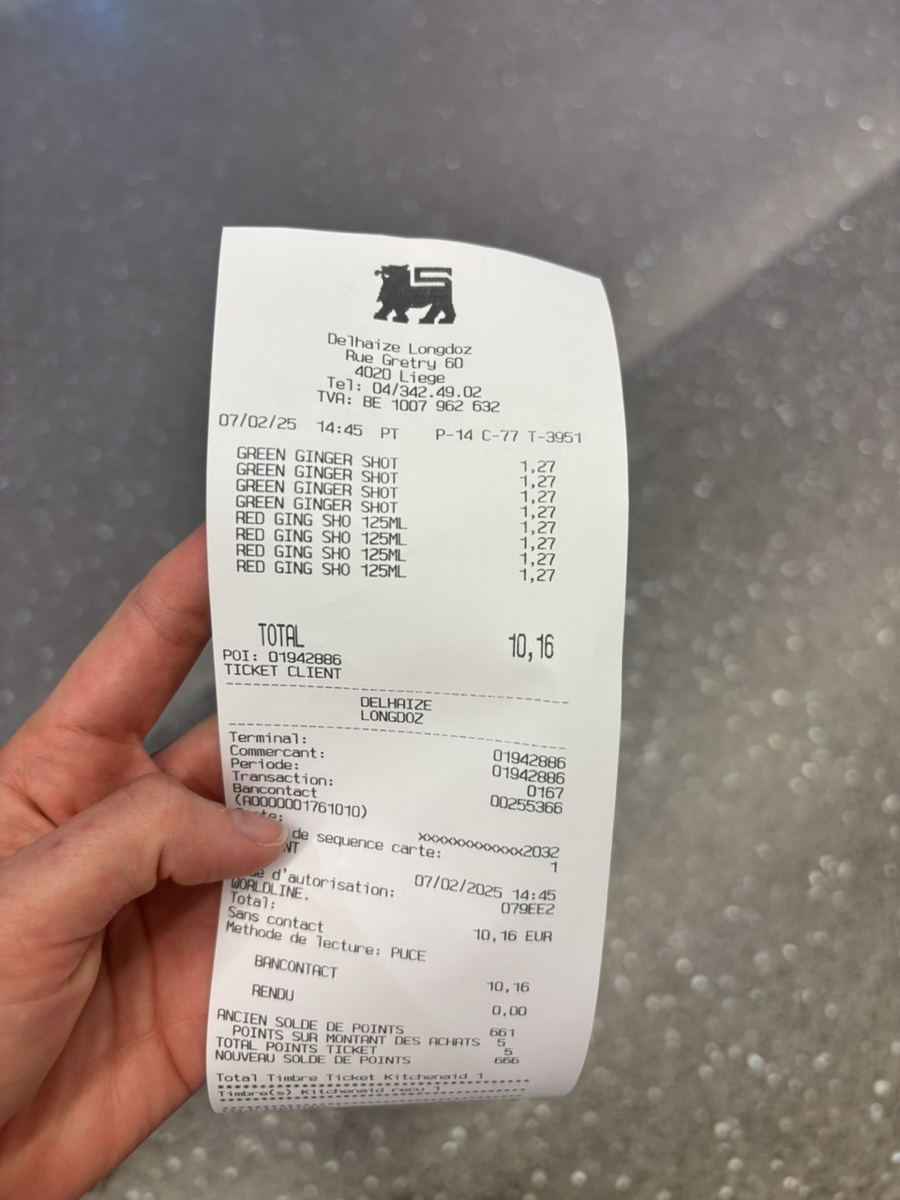 Delhaize Longdoz
Rue Gretry 60
4020 Liege
Tel: 04/342.49.02
TVA: BE 1007 962 632
07/02/25 14:45 PT P-14 C-77 T-3951
GREEN GINGER SHOT 1,27
GREEN GINGER SHOT 1,27
GREEN GINGER SHOT 1,27
GREEN GINGER SHOT 1,27
RED GING SHO 125ML 1,27
RED GING SHO 125ML 1,27
RED GING SHO 125ML 1,27
RED GING SHO 125ML 1,27
TOTAL 10,16
POI: 01942886
TICKET CLIENT
DELHAIZE
LONGDOZ
Terminal: 01942886
Commercant: 01942886
Periode: 0167
Transaction: 00255366
Bancontact
(A0000001761010)
xxxxxxxxxxxx2032
de sequence carte: 1
07/02/2025 14:45
d'autorisation: 079EE2
WORLDLINE.
Total: 10,16 EUR
Sans contact
Methode de lecture: PUCE
BANCONTACT 10,16
RENDU 0,00
ANCIEN SOLDE DE POINTS 661
POINTS SUR MONTANT DES ACHATS 5
TOTAL POINTS TICKET 5
NOUVEAU SOLDE DE POINTS 666
Total Timbre Ticket Kitchenaid 1
Timbre(s) Kitchenaid recu 1